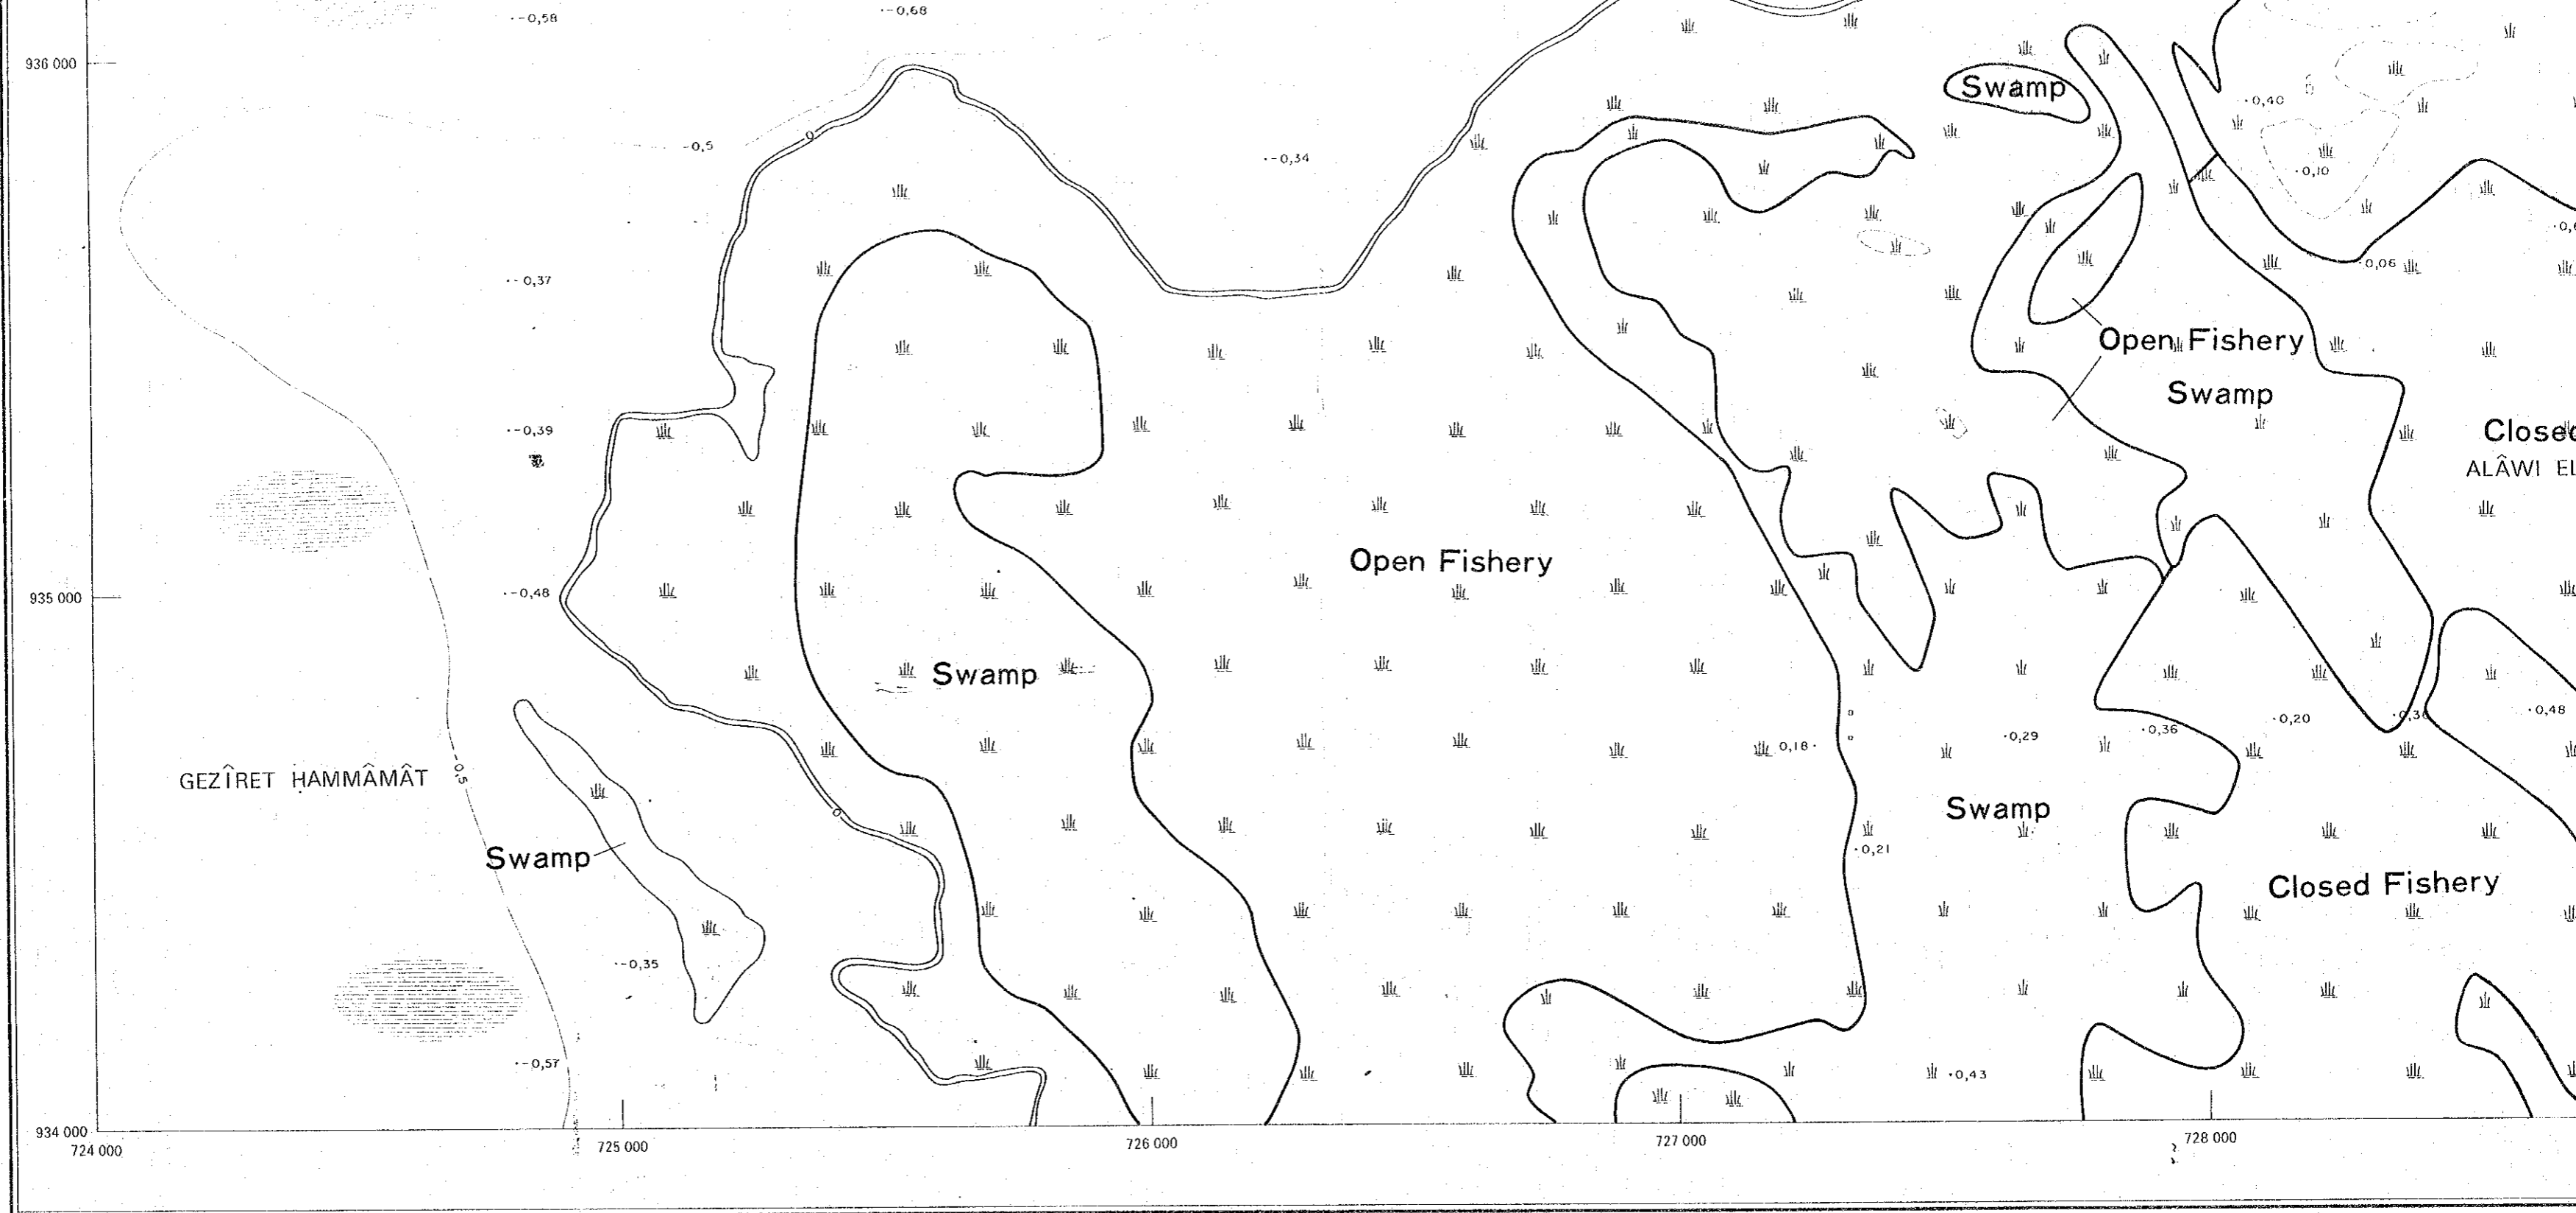 -0,58
-0,68
936 000
Swamp
0,40
0
-0,5
-0,34
0,10
0,06
-0,37
Open Fishery
Swamp
-0,39
Closed
ALÂWI EL
Open Fishery
935 000
-0,48
Swamp
0,48
0,20
0,36
0,29
0,18
GEZÎRET ḤAMMÂMÂT
-0,5
0
Swamp
Swamp
0,21
Closed Fishery
-0,35
-0,57
0,43
934 000
724 000
725 000
726 000
727 000
728 000